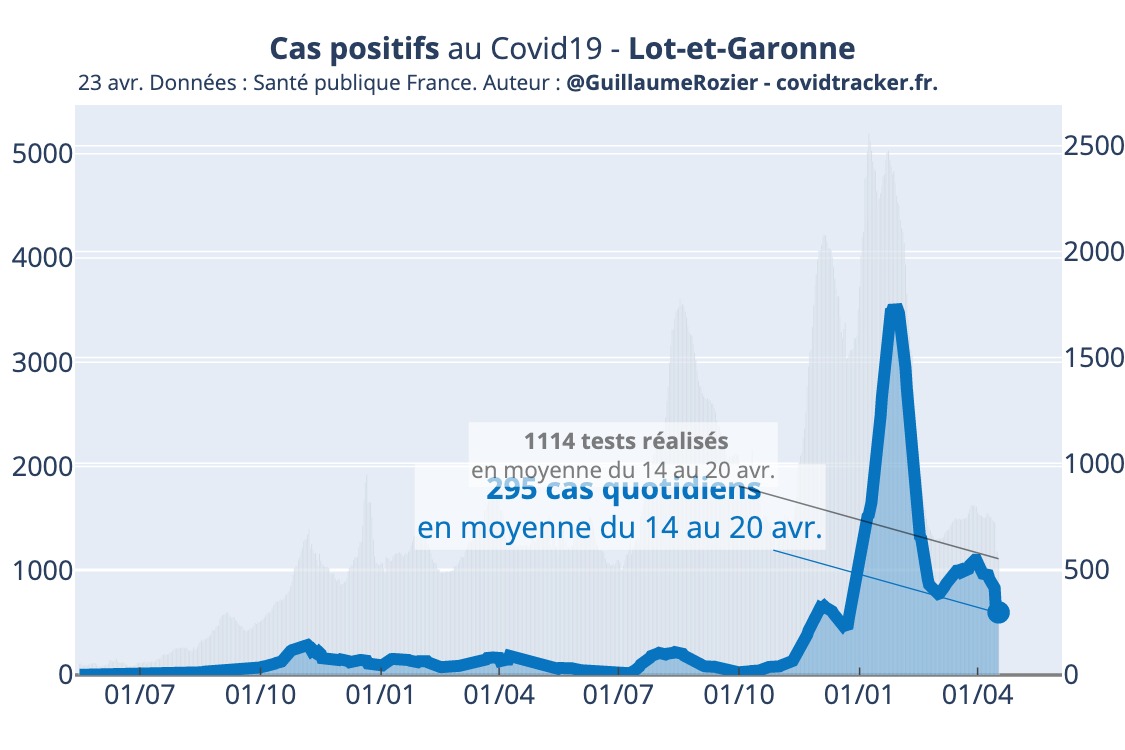 Cas positifs au Covid19 - Lot-et-Garonne
23 avr. Données : Santé publique France. Auteur : @GuillaumeRozier - covidtracker.fr.
5000
4000
3000
2000
1000
0
2500
2000
1500
1000
500
0
1114 tests réalisés
en moyenne du 14 au 20 avr.
295 cas quotidiens
en moyenne du 14 au 20 avr.
01/07 01/10 01/01 01/04 01/07 01/10 01/01 01/04